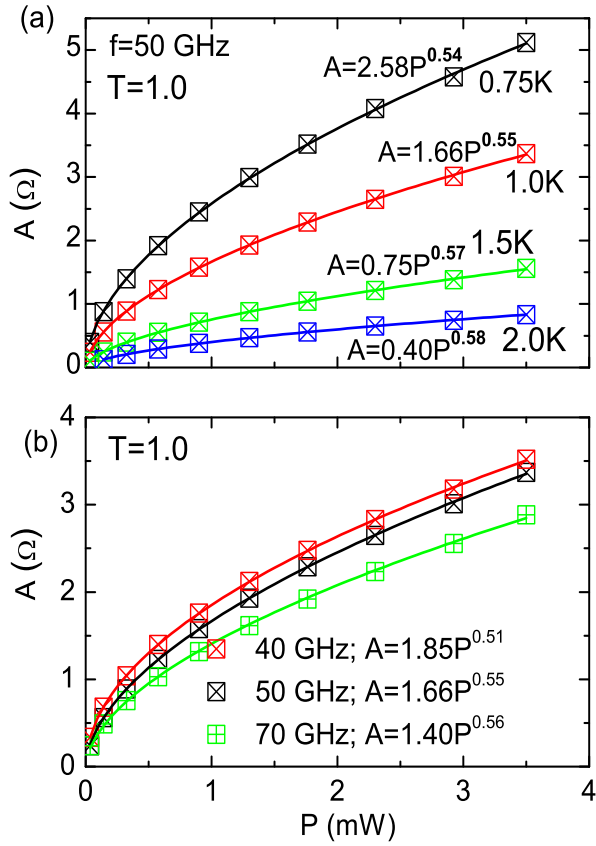 (a)
f=50 GHz
T=1.0
A=2.58P^0.54
0.75K
A=1.66P^0.55
1.0K
A=0.75P^0.57
1.5K
A=0.40P^0.58
2.0K
A (Ω)
5
4
3
2
1
0
(b)
T=1.0
A (Ω)
4
3
2
1
0
40 GHz; A=1.85P^0.51
50 GHz; A=1.66P^0.55
70 GHz; A=1.40P^0.56
0 1 2 3 4
P (mW)